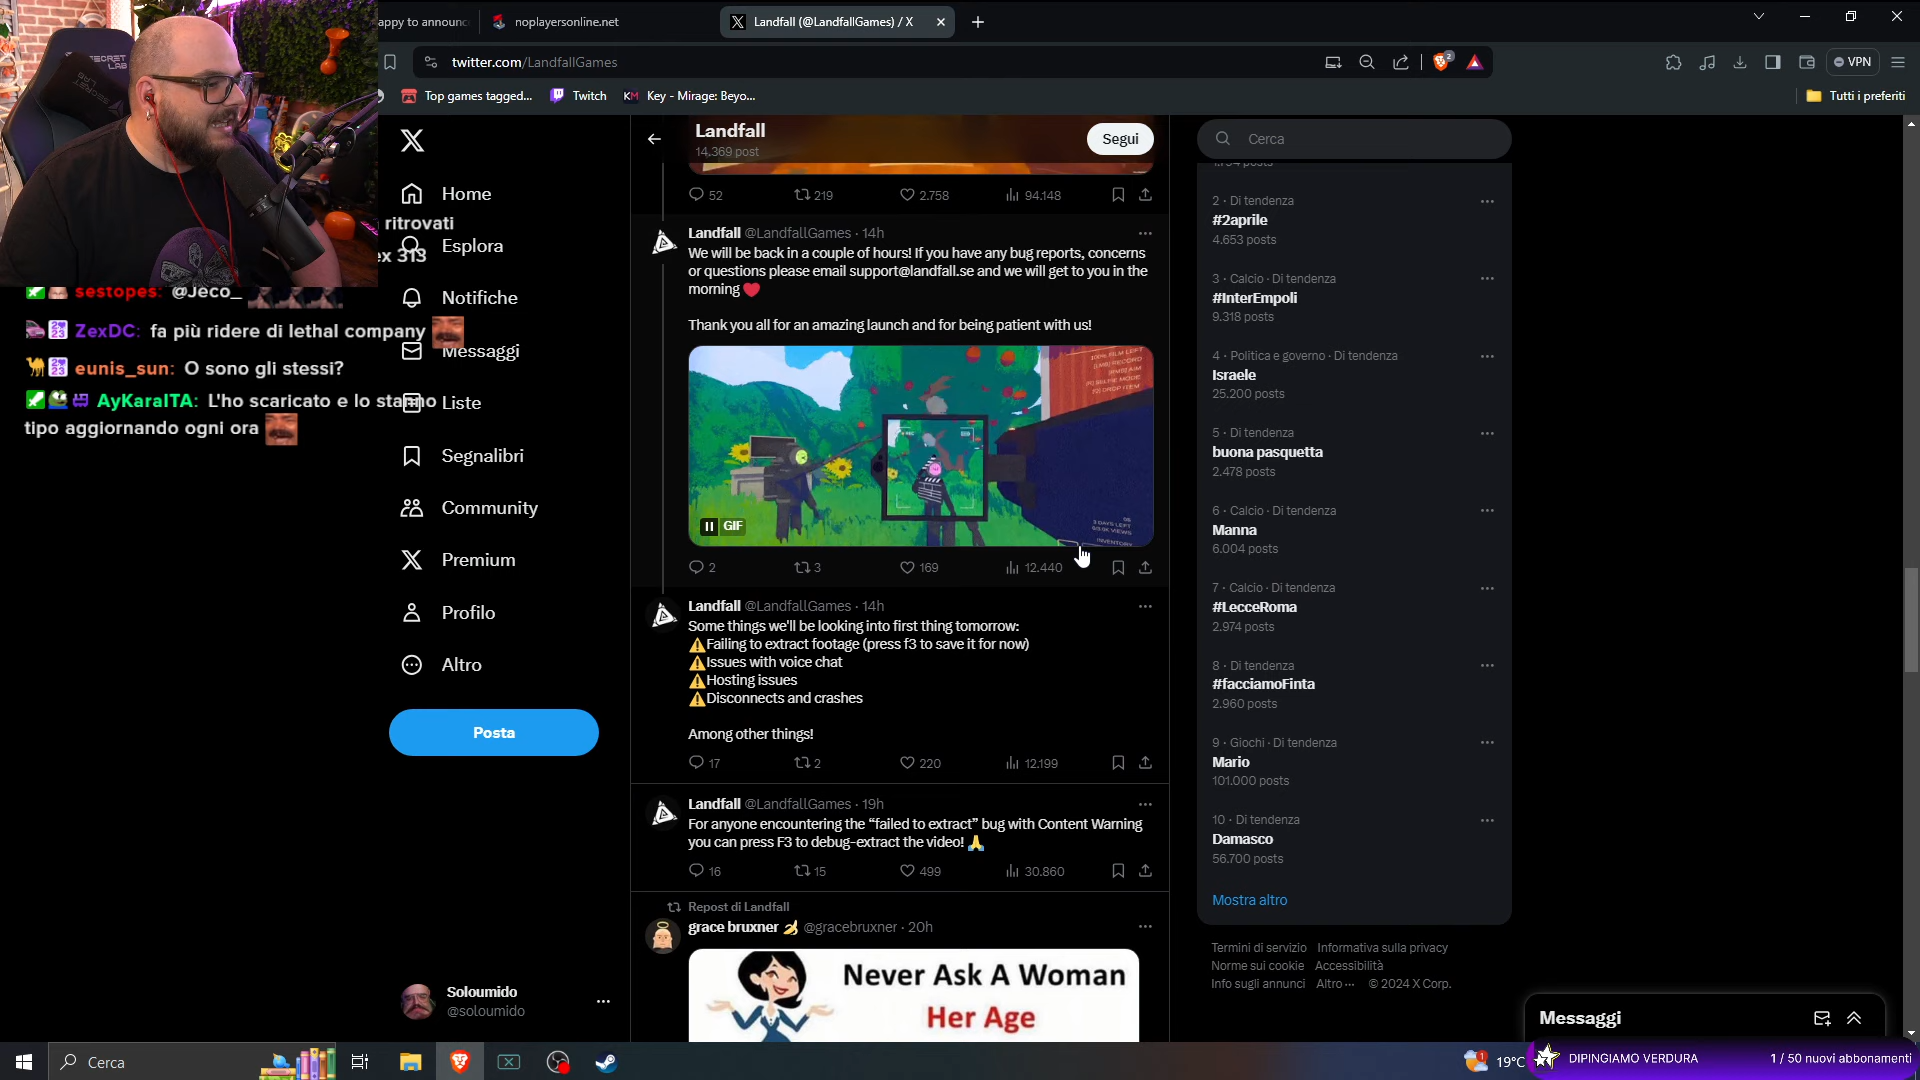 appy to announc
noplayersonline.net
Landfall (@LandfallGames) / X
twitter.com/LandfallGames
2
VPN
Top games tagged...
Twitch
KM
Key - Mirage: Beyo...
Tutti i preferiti
SECRET LAB
ritrovati
ex 313
sestopes: @Jeco_
ZexDC: fa più ridere di lethal company
eunis_sun: O sono gli stessi?
AyKaraITA: L'ho scaricato e lo stanno
tipo aggiornando ogni ora
Home
Esplora
Notifiche
Messaggi
Liste
Segnalibri
Community
Premium
Profilo
Altro
Posta
Soloumido
@soloumido
Landfall
14.369 post
Segui
52
219
2.758
94.148
Landfall @LandfallGames · 14h
We will be back in a couple of hours! If you have any bug reports, concerns
or questions please email support@landfall.se and we will get to you in the
morning ❤️
Thank you all for an amazing launch and for being patient with us!
GIF
2
3
169
12.440
Landfall @LandfallGames · 14h
Some things we'll be looking into first thing tomorrow:
⚠️Failing to extract footage (press f3 to save it for now)
⚠️Issues with voice chat
⚠️Hosting issues
⚠️Disconnects and crashes
Among other things!
17
2
220
12.199
Landfall @LandfallGames · 19h
For anyone encountering the “failed to extract” bug with Content Warning
you can press F3 to debug-extract the video! 🙏
16
15
499
30.860
Repost di Landfall
grace bruxner 🍌 @gracebruxner · 20h
Never Ask A Woman
Her Age
Cerca
1.754 posts
2 · Di tendenza
#2aprile
4.653 posts
3 · Calcio · Di tendenza
#InterEmpoli
9.318 posts
4 · Politica e governo · Di tendenza
Israele
25.200 posts
5 · Di tendenza
buona pasquetta
2.478 posts
6 · Calcio · Di tendenza
Manna
6.004 posts
7 · Calcio · Di tendenza
#LecceRoma
2.974 posts
8 · Di tendenza
#facciamoFinta
2.960 posts
9 · Giochi · Di tendenza
Mario
101.000 posts
10 · Di tendenza
Damasco
56.700 posts
Mostra altro
Termini di servizio Informativa sulla privacy
Norme sui cookie Accessibilità
Info sugli annunci Altro ··· © 2024 X Corp.
Messaggi
Cerca
1
19°C
DIPINGIAMO VERDURA
1 / 50 nuovi abbonamenti